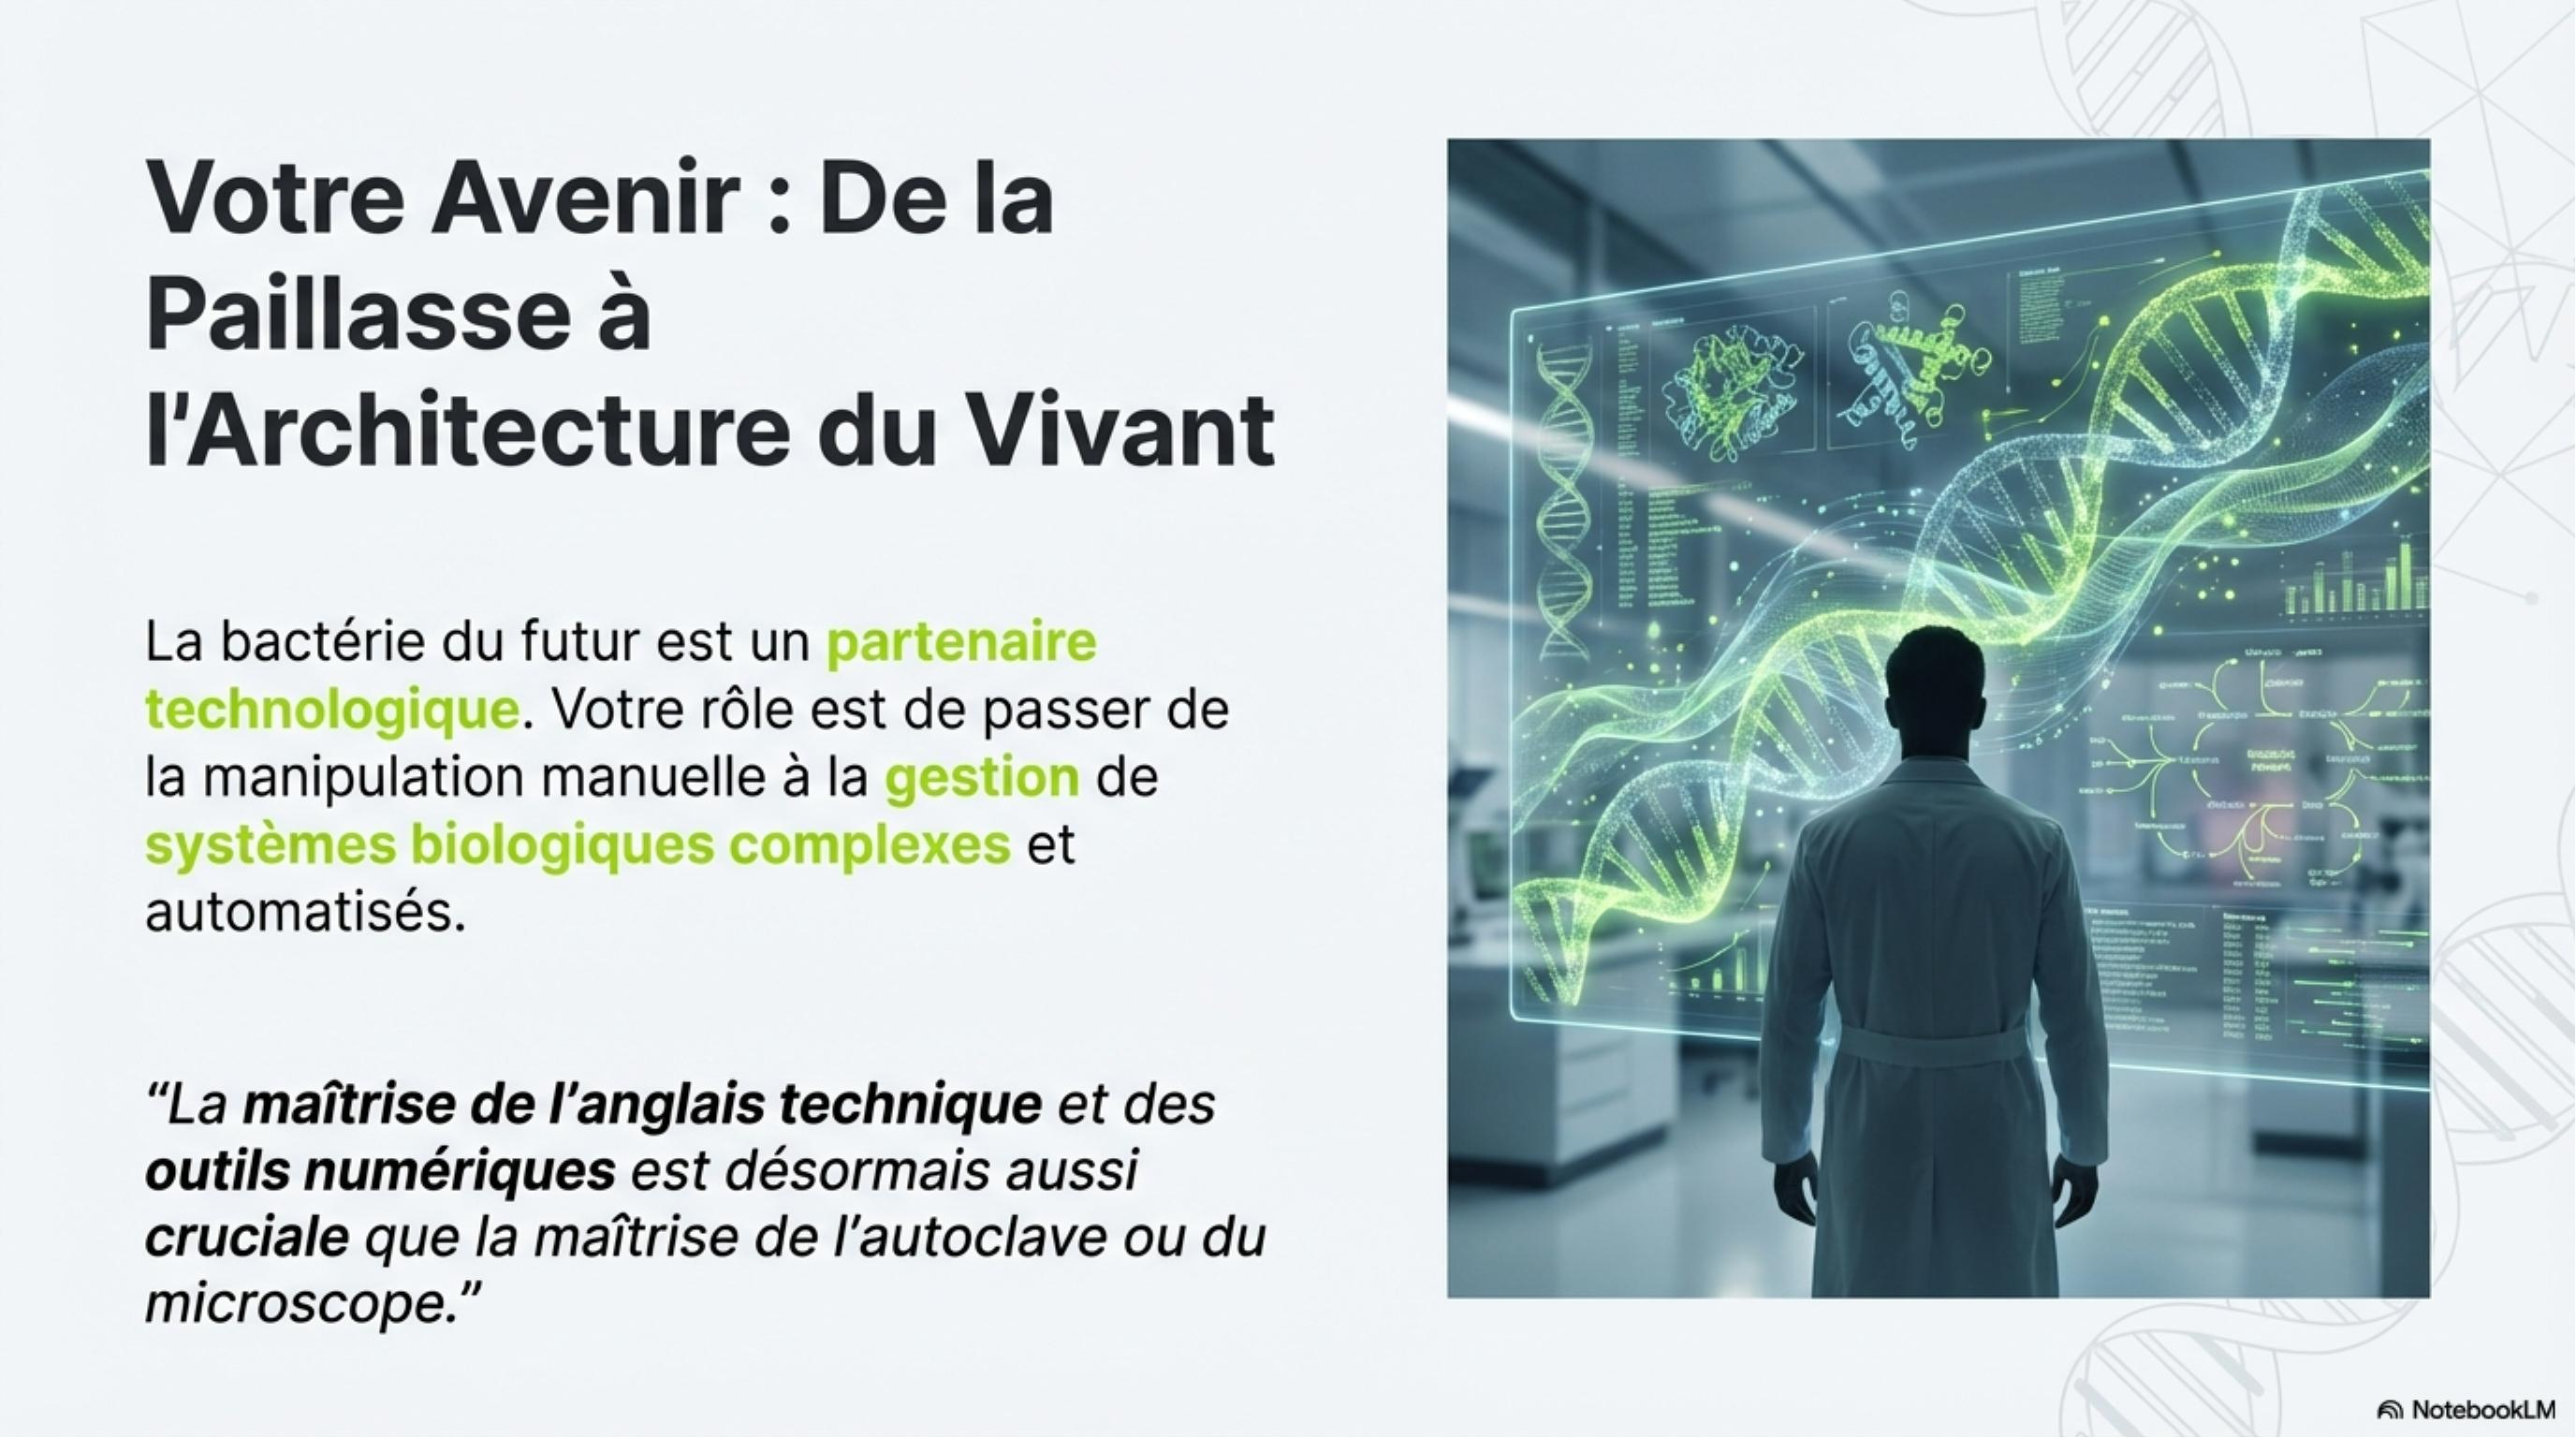 Votre Avenir : De la
Paillasse à
l'Architecture du Vivant
La bactérie du futur est un partenaire
technologique. Votre rôle est de passer de
la manipulation manuelle à la gestion de
systèmes biologiques complexes et
automatisés.
“La maîtrise de l’anglais technique et des
outils numériques est désormais aussi
cruciale que la maîtrise de l’autoclave ou du
microscope.”
NotebookLM